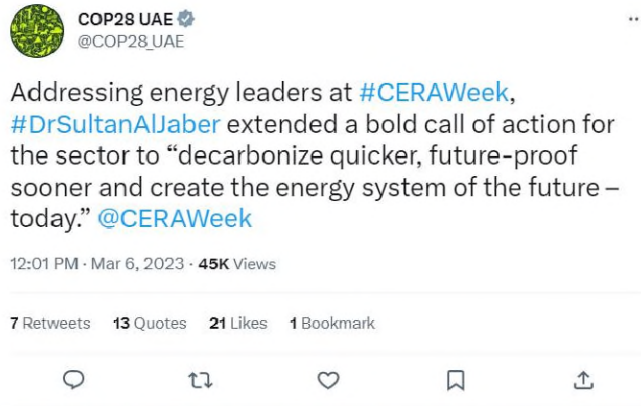 COP28 UAE
@COP28_UAE
Addressing energy leaders at #CERAWeek,
#DrSultanAlJaber extended a bold call of action for
the sector to “decarbonize quicker, future-proof
sooner and create the energy system of the future –
today.” @CERAWeek
12:01 PM · Mar 6, 2023 · 45K Views
7 Retweets 13 Quotes 21 Likes 1 Bookmark